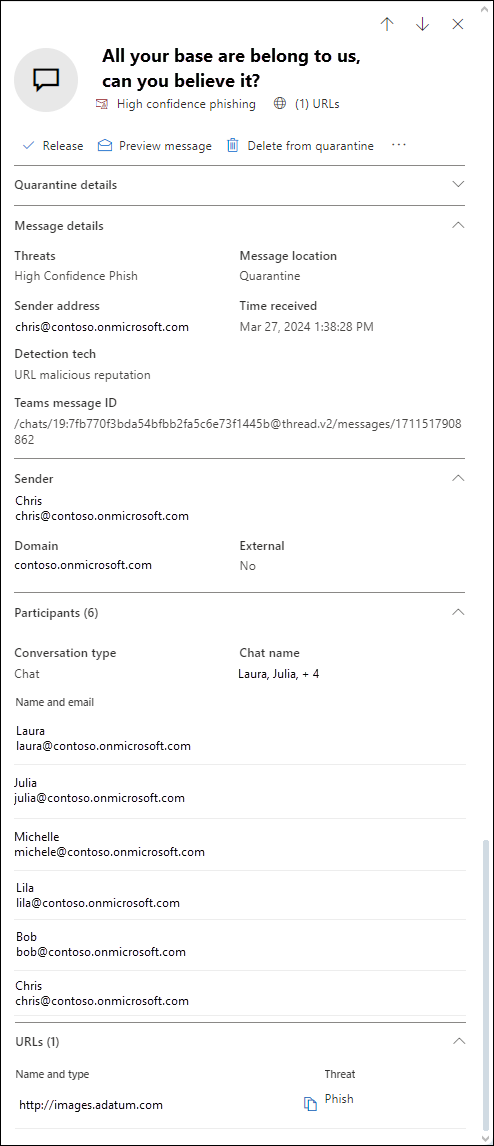 All your base are belong to us,
can you believe it?
High confidence phishing (1) URLs
Release Preview message Delete from quarantine ...
Quarantine details
Message details
Threats Message location
High Confidence Phish Quarantine
Sender address Time received
chris@contoso.onmicrosoft.com Mar 27, 2024 1:38:28 PM
Detection tech
URL malicious reputation
Teams message ID
/chats/19:7fb770f3bda54bfbb2fa5c6e73f1445b@thread.v2/messages/1711517908
862
Sender
Chris
chris@contoso.onmicrosoft.com
Domain External
contoso.onmicrosoft.com No
Participants (6)
Conversation type Chat name
Chat Laura, Julia, + 4
Name and email
Laura
laura@contoso.onmicrosoft.com
Julia
julia@contoso.onmicrosoft.com
Michelle
michele@contoso.onmicrosoft.com
Lila
lila@contoso.onmicrosoft.com
Bob
bob@contoso.onmicrosoft.com
Chris
chris@contoso.onmicrosoft.com
URLs (1)
Name and type Threat
http://images.adatum.com Phish